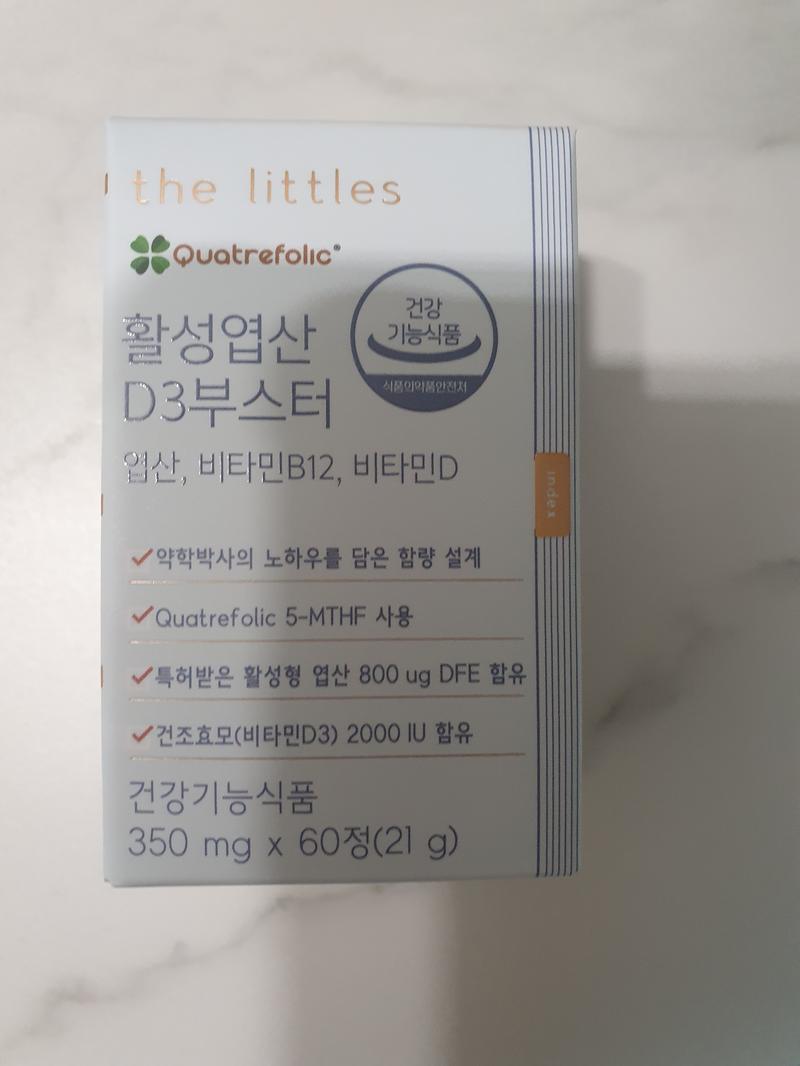 the littles
Quatrefolic®
건강
기능식품
식품의약품안전처
활성엽산
D3부스터
엽산, 비타민B12, 비타민D
index
약학박사의 노하우를 담은 함량 설계
Quatrefolic 5-MTHF 사용
특허받은 활성형 엽산 800 ug DFE 함유
건조효모(비타민D3) 2000 IU 함유
건강기능식품
350 mg x 60정(21 g)